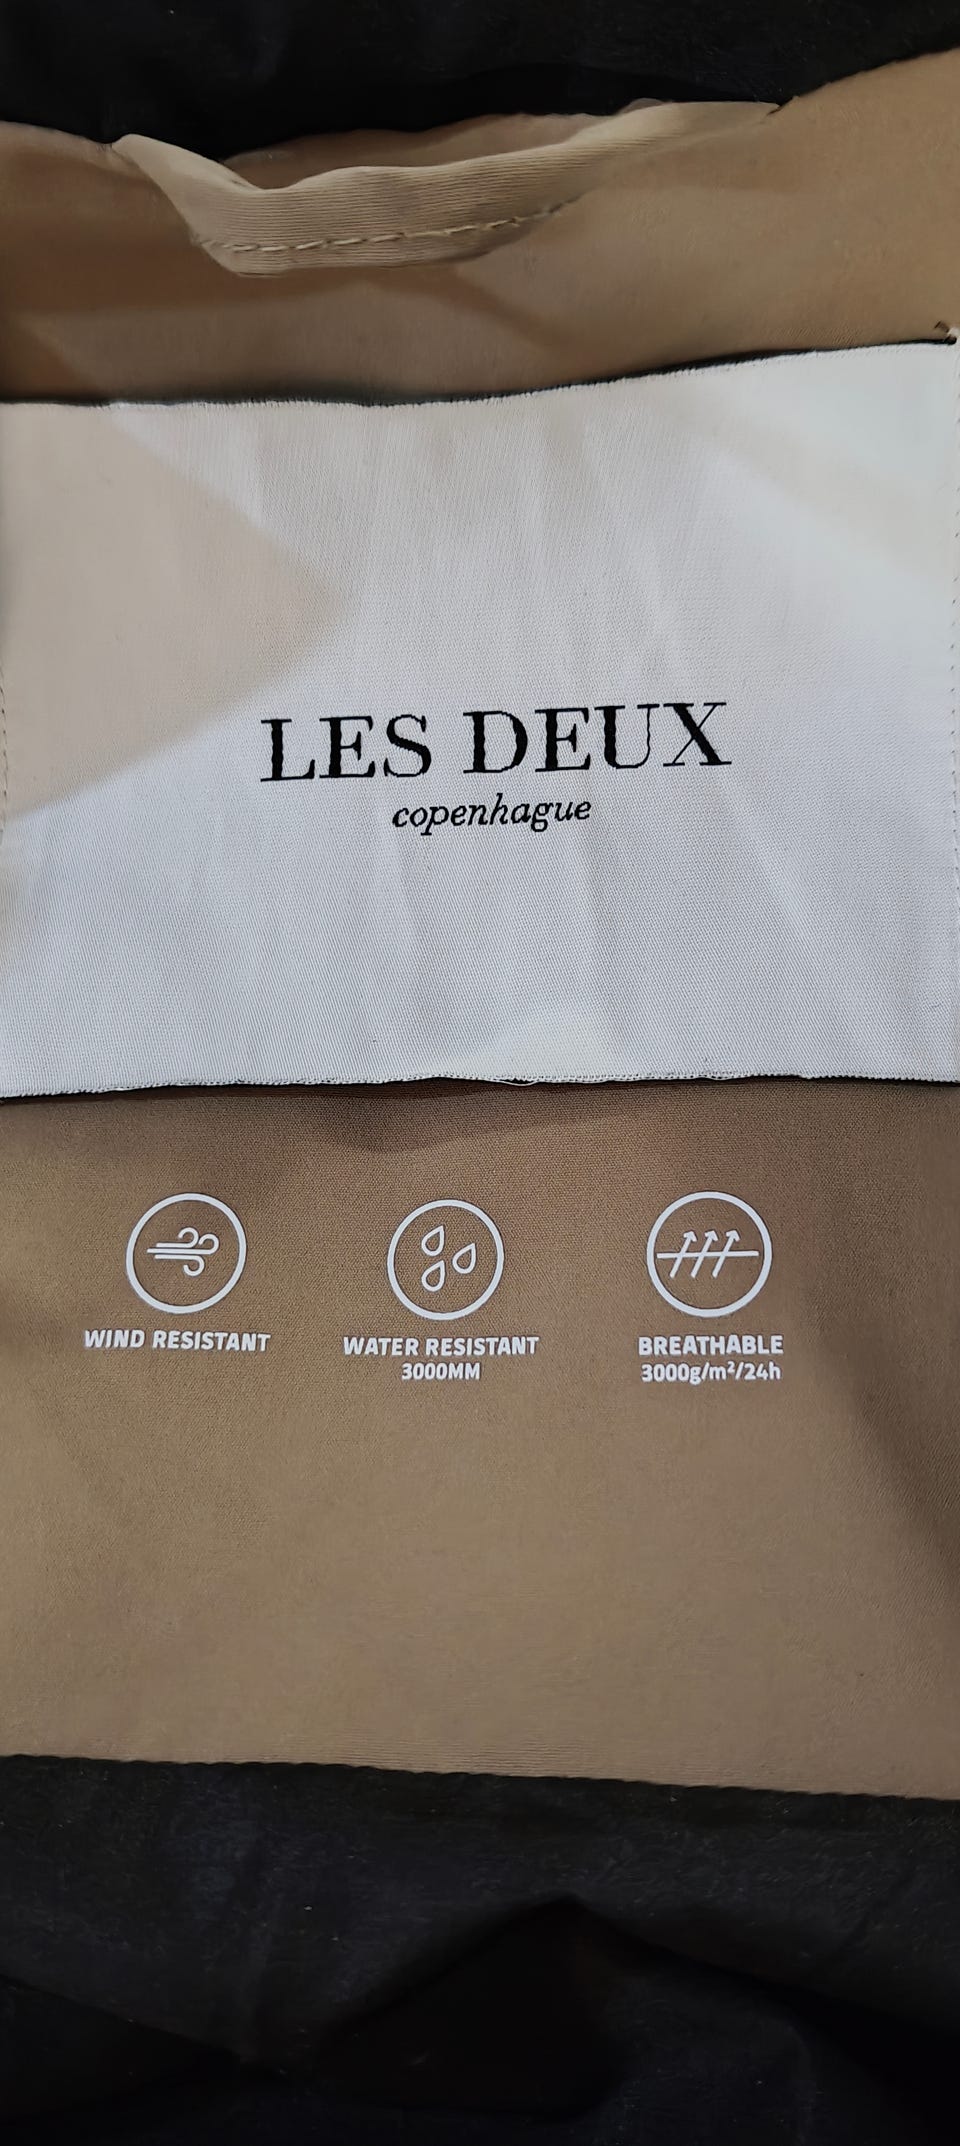 LES DEUX
copenhague
WIND RESISTANT
WATER RESISTANT
3000MM
BREATHABLE
3000g/m²/24h